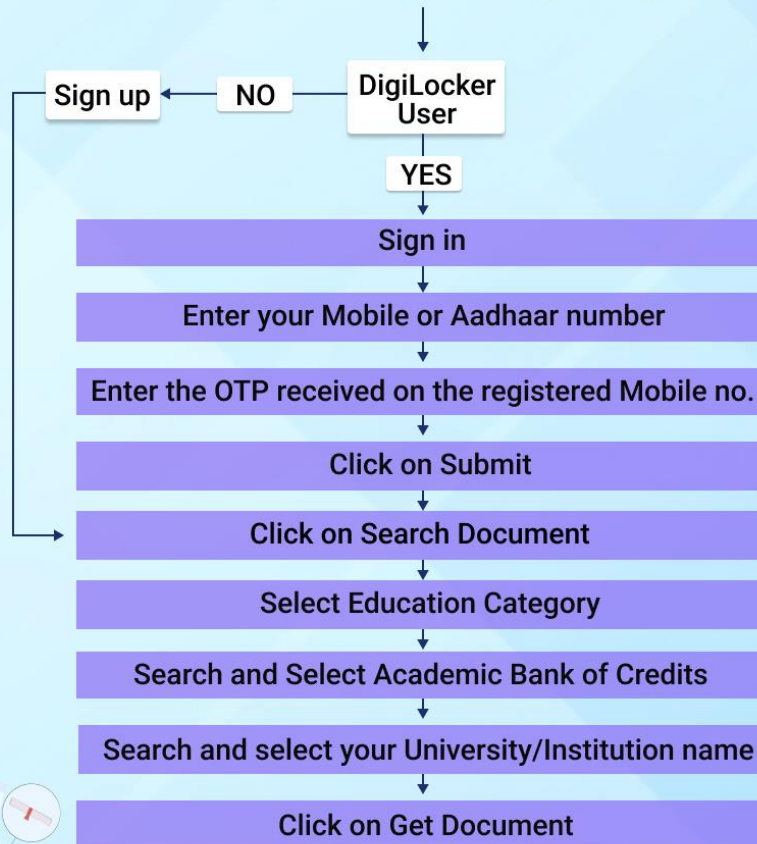 Sign up
NO
DigiLocker
User
YES
Sign in
Enter your Mobile or Aadhaar number
Enter the OTP received on the registered Mobile no.
Click on Submit
Click on Search Document
Select Education Category
Search and Select Academic Bank of Credits
Search and select your University/Institution name
Click on Get Document